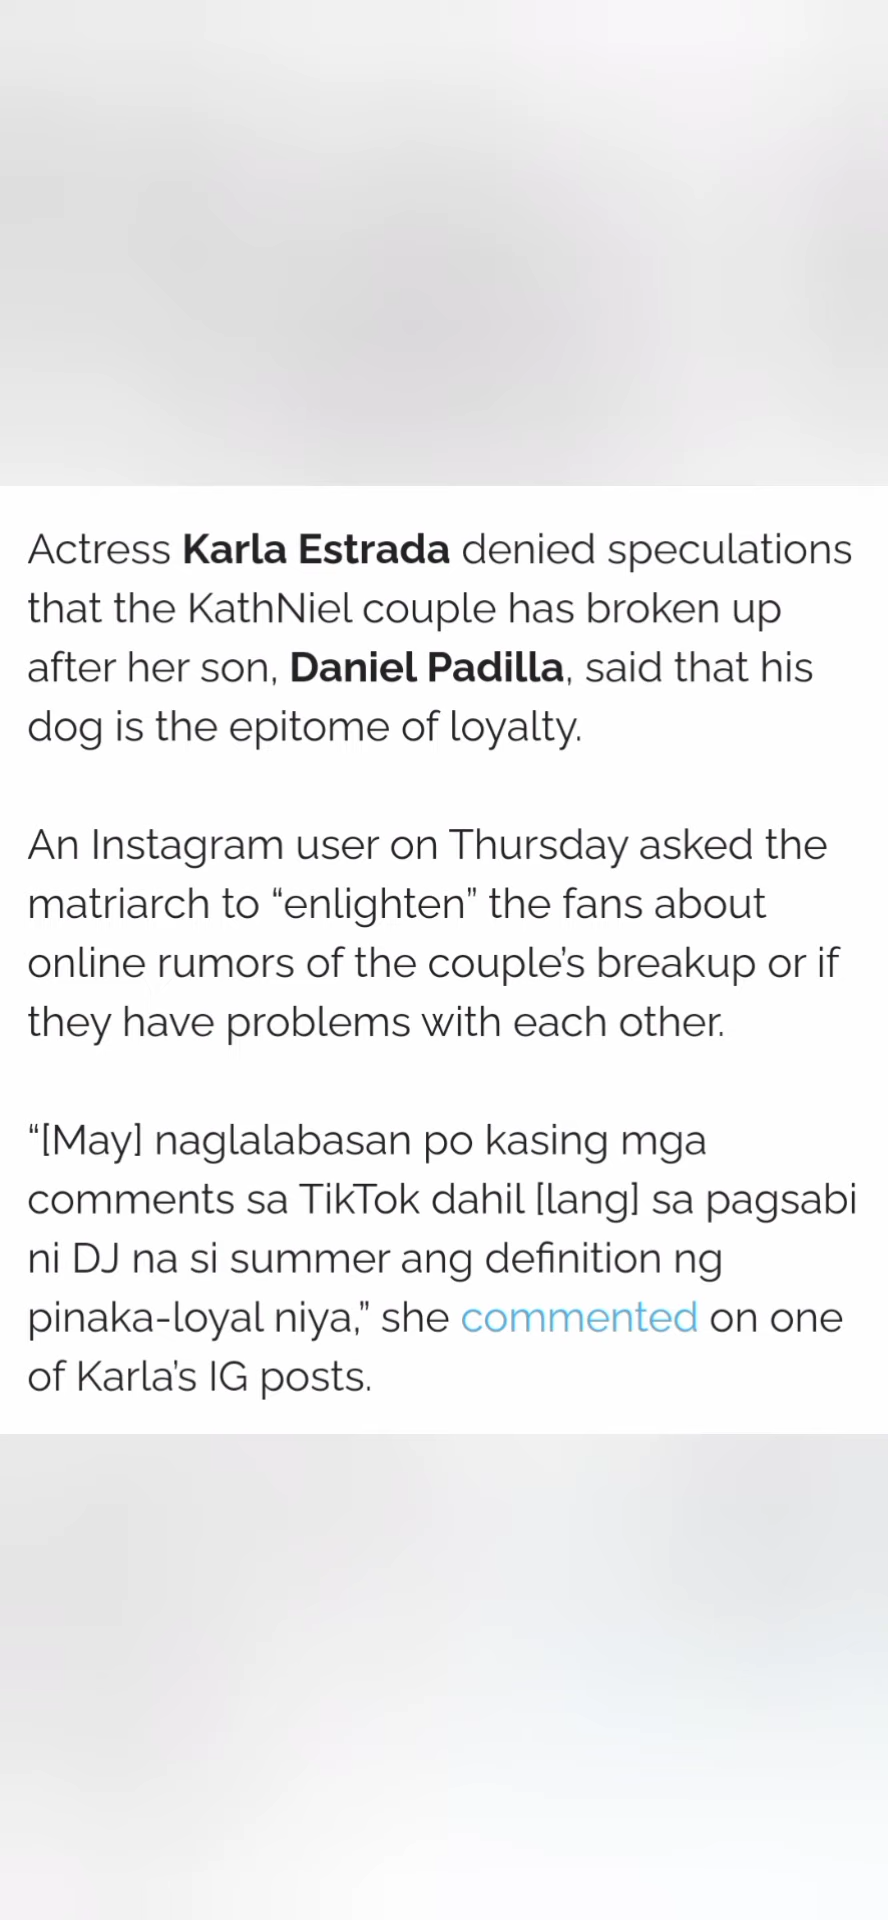 Actress Karla Estrada denied speculations
that the KathNiel couple has broken up
after her son, Daniel Padilla, said that his
dog is the epitome of loyalty.
An Instagram user on Thursday asked the
matriarch to “enlighten” the fans about
online rumors of the couple’s breakup or if
they have problems with each other.
“[May] naglalabasan po kasing mga
comments sa TikTok dahil [lang] sa pagsabi
ni DJ na si summer ang definition ng
pinaka-loyal niya,” she commented on one
of Karla’s IG posts.